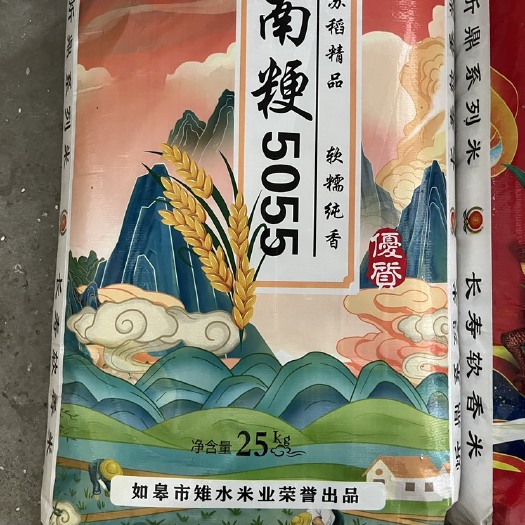 南粳5055
苏稻精品 软糯纯香
優質
净含量25kg
如皋市雉水米业荣誉出品
鼎系列米
长寿软香米